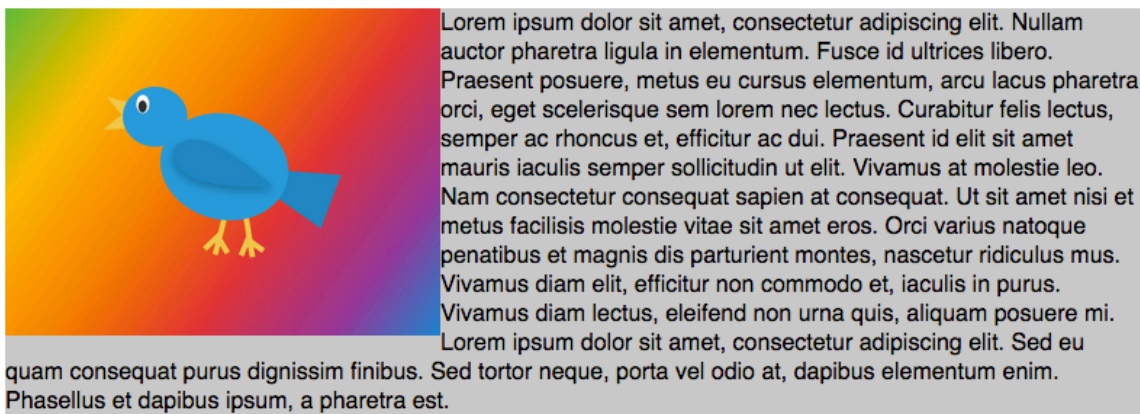 Lorem ipsum dolor sit amet, consectetur adipiscing elit. Nullam
auctor pharetra ligula in elementum. Fusce id ultrices libero.
Praesent posuere, metus eu cursus elementum, arcu lacus pharetra
orci, eget scelerisque sem lorem nec lectus. Curabitur felis lectus,
semper ac rhoncus et, efficitur ac dui. Praesent id elit sit amet
mauris iaculis semper sollicitudin ut elit. Vivamus at molestie leo.
Nam consectetur consequat sapien at consequat. Ut sit amet nisi et
metus facilisis molestie vitae sit amet eros. Orci varius natoque
penatibus et magnis dis parturient montes, nascetur ridiculus mus.
Vivamus diam elit, efficitur non commodo et, iaculis in purus.
Vivamus diam lectus, eleifend non urna quis, aliquam posuere mi.
Lorem ipsum dolor sit amet, consectetur adipiscing elit. Sed eu
quam consequat purus dignissim finibus. Sed tortor neque, porta vel odio at, dapibus elementum enim.
Phasellus et dapibus ipsum, a pharetra est.